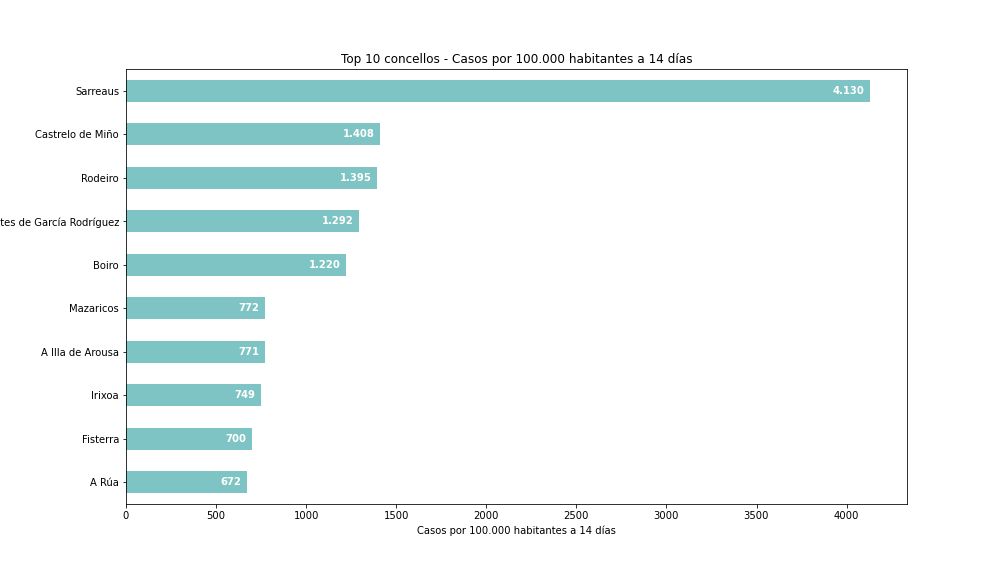 Top 10 concellos - Casos por 100.000 habitantes a 14 días
Sarreaus 4.130
Castrelo de Miño 1.408
Rodeiro 1.395
tes de García Rodríguez 1.292
Boiro 1.220
Mazaricos 772
A Illa de Arousa 771
Irixoa 749
Fisterra 700
A Rúa 672
0 500 1000 1500 2000 2500 3000 3500 4000
Casos por 100.000 habitantes a 14 días